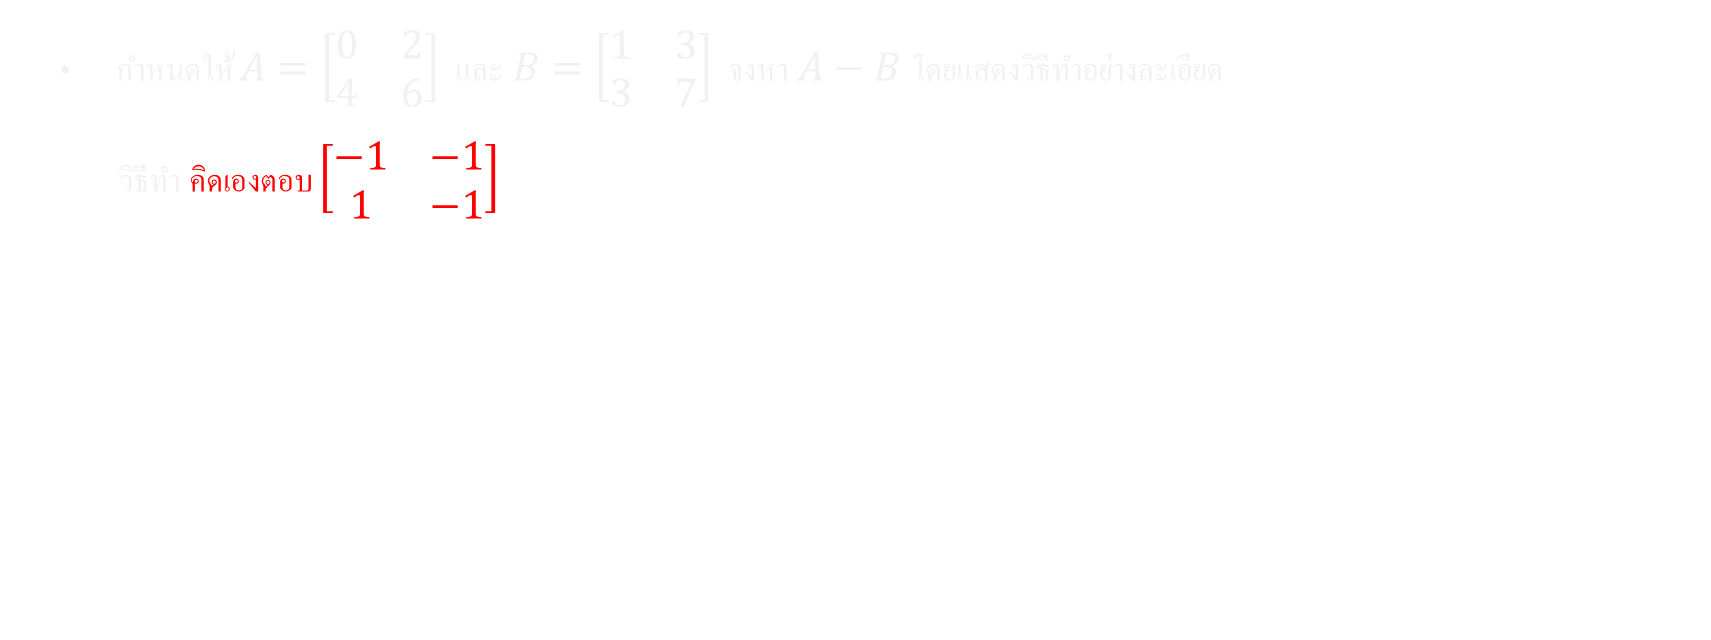 • กำหนดให้ A = [0 2 4 6] และ B = [1 3 3 7] จงหา A − B โดยแสดงวิธีทำอย่างละเอียด
วิธีทำ คิดเองตอบ [−1 −1 1 −1]